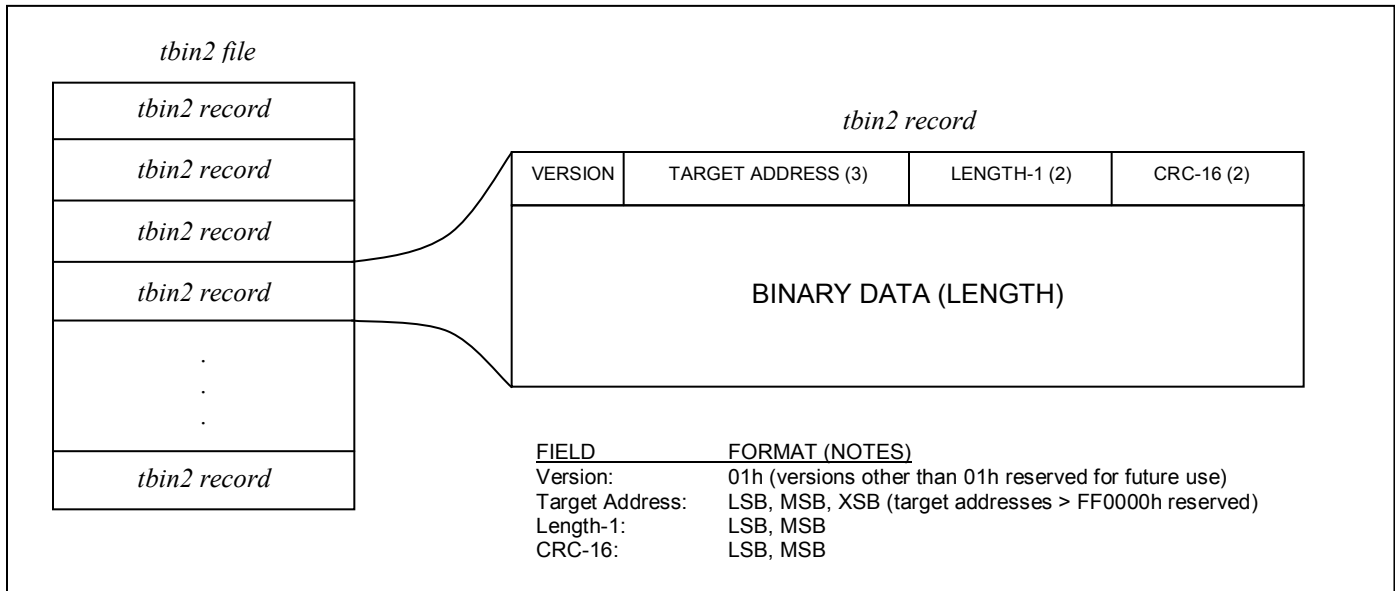 tbin2 file
tbin2 record
tbin2 record
tbin2 record
tbin2 record
.
.
.
tbin2 record
tbin2 record
VERSION TARGET ADDRESS (3) LENGTH-1 (2) CRC-16 (2)
BINARY DATA (LENGTH)
FIELD FORMAT (NOTES)
Version: 01h (versions other than 01h reserved for future use)
Target Address: LSB, MSB, XSB (target addresses > FF0000h reserved)
Length-1: LSB, MSB
CRC-16: LSB, MSB